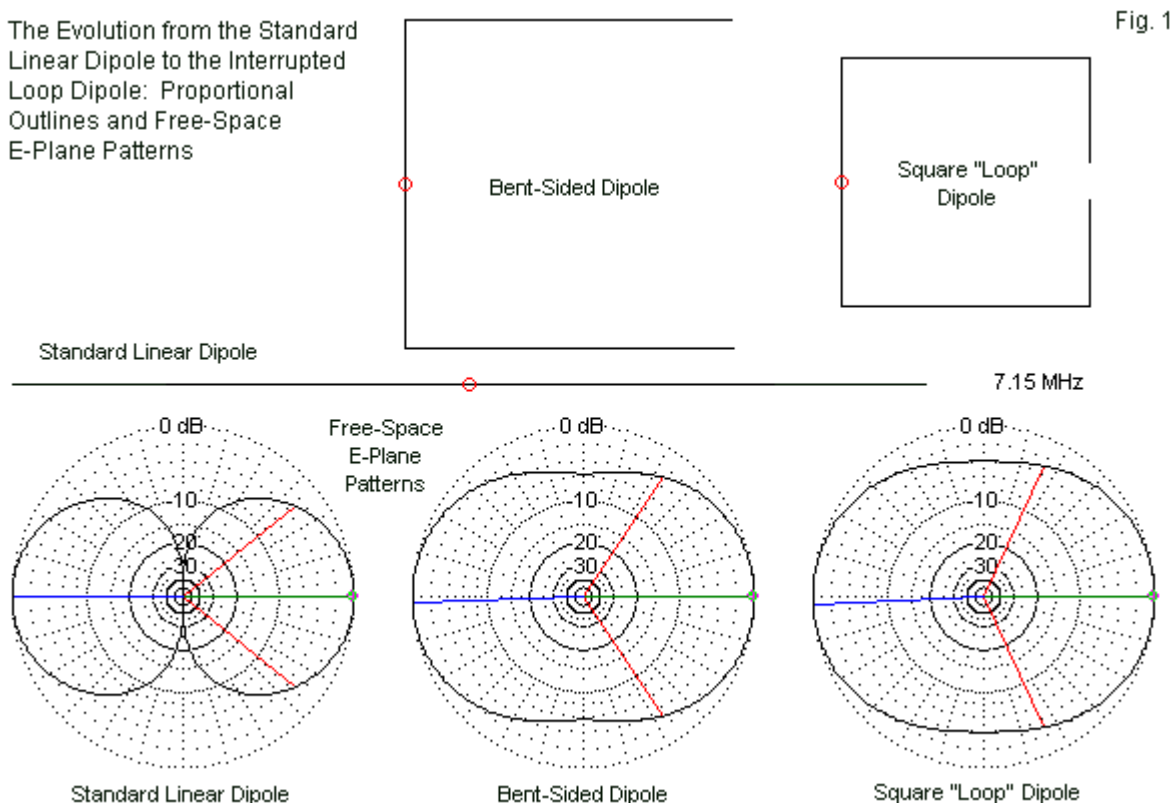 The Evolution from the Standard
Linear Dipole to the Interrupted
Loop Dipole: Proportional
Outlines and Free-Space
E-Plane Patterns
Fig. 1
Bent-Sided Dipole
Square "Loop"
Dipole
Standard Linear Dipole
7.15 MHz
Free-Space
E-Plane
Patterns
0 dB
-10
-20
-30
0 dB
-10
-20
-30
0 dB
-10
-20
-30
Standard Linear Dipole
Bent-Sided Dipole
Square "Loop" Dipole